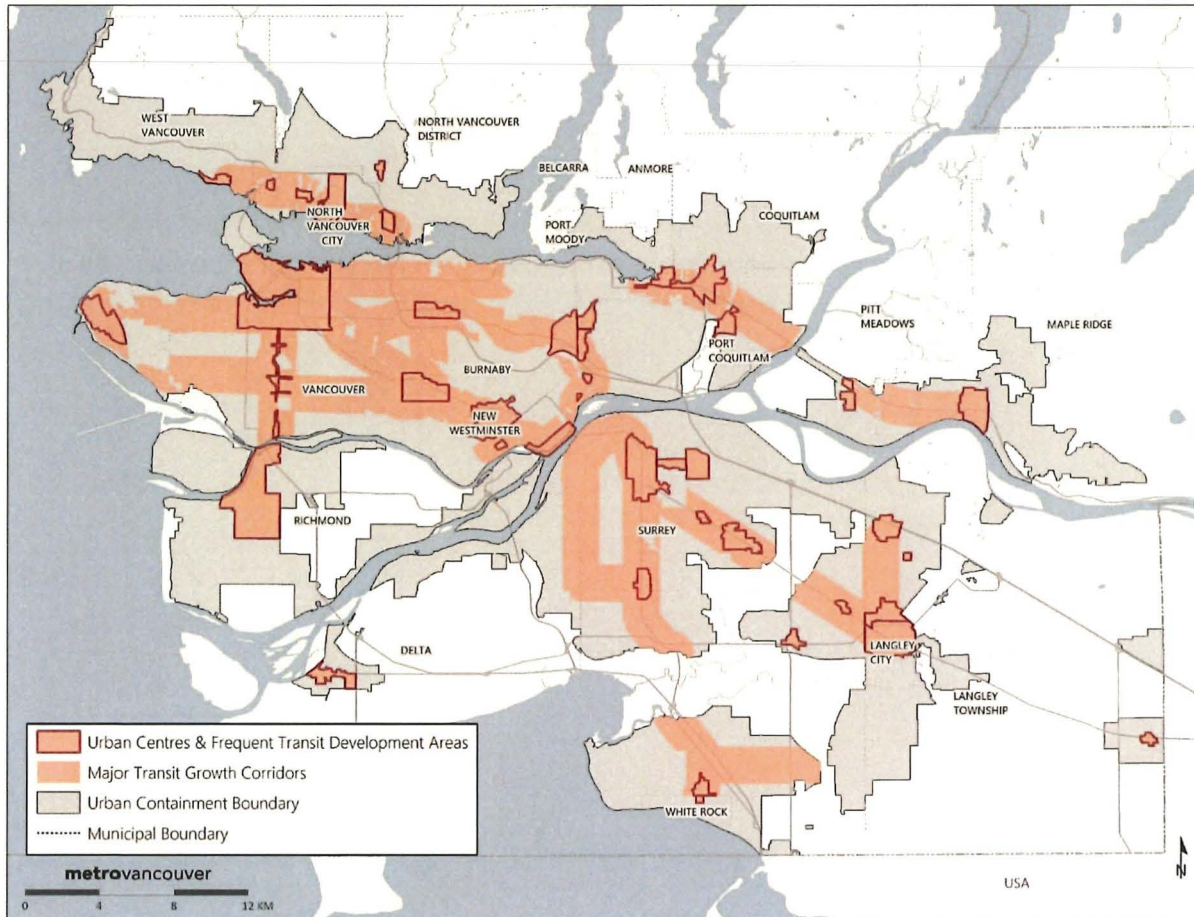 WEST
VANCOUVER
NORTH VANCOUVER
DISTRICT
BELCARRA
ANMORE
NORTH
VANCOUVER
CITY
PORT
MOODY
COQUITLAM
PITT
MEADOWS
MAPLE RIDGE
PORT
COQUITLAM
BURNABY
VANCOUVER
NEW
WESTMINSTER
RICHMOND
SURREY
DELTA
LANGLEY
CITY
LANGLEY
TOWNSHIP
WHITE ROCK
Urban Centres & Frequent Transit Development Areas
Major Transit Growth Corridors
Urban Containment Boundary
Municipal Boundary
metrovancouver
0 4 8 12 KM
USA
N